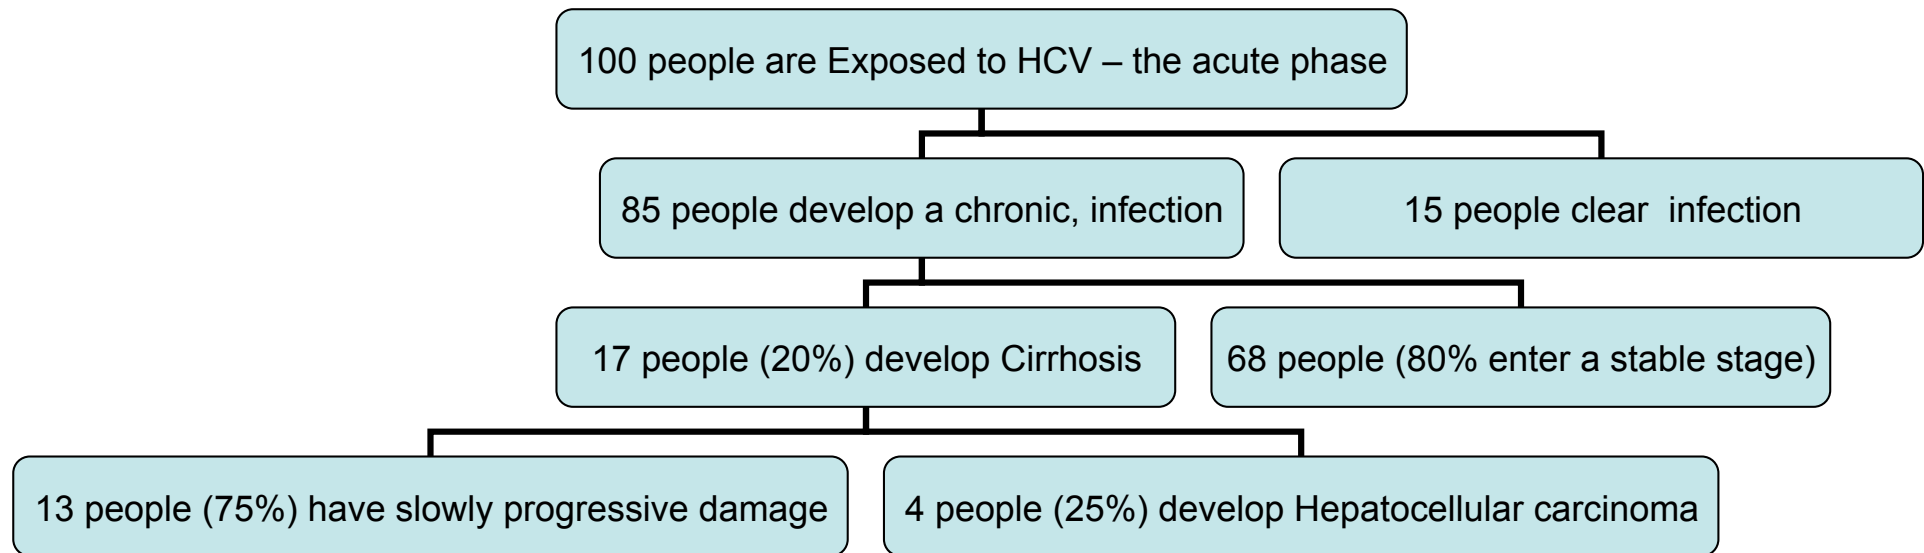 100 people are Exposed to HCV – the acute phase
85 people develop a chronic, infection
15 people clear  infection
17 people (20%) develop Cirrhosis
68 people (80% enter a stable stage)
13 people (75%) have slowly progressive damage
4 people (25%) develop Hepatocellular carcinoma